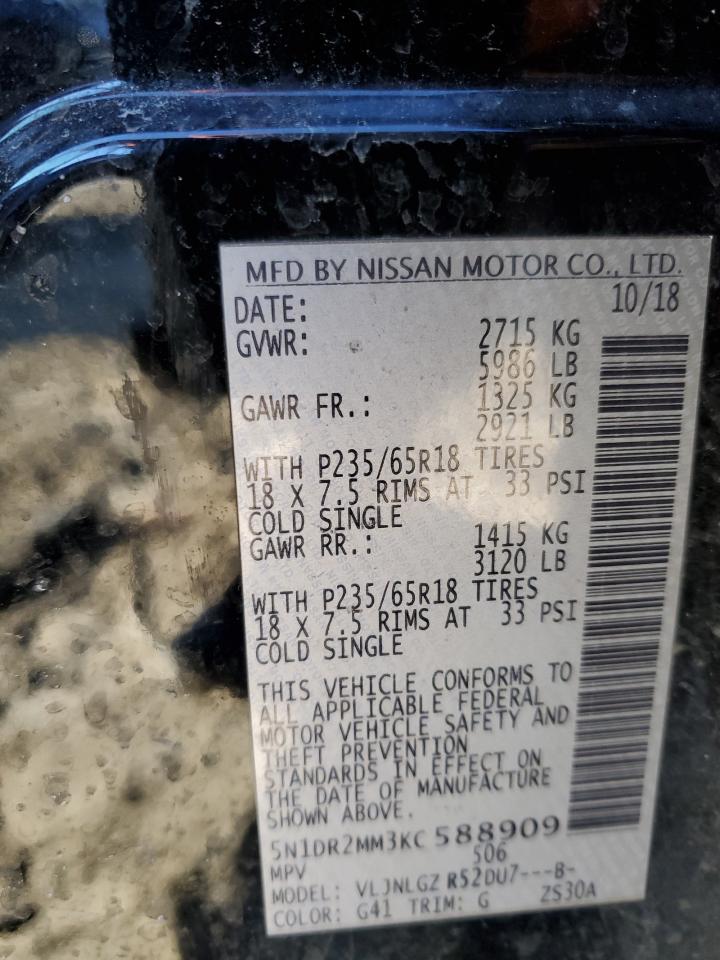 MFD BY NISSAN MOTOR CO., LTD.
DATE: 10/18
GVWR: 2715 KG
5986 LB
GAWR FR.: 1325 KG
2921 LB
WITH P235/65R18 TIRES
18 X 7.5 RIMS AT 33 PSI
COLD SINGLE
GAWR RR.: 1415 KG
3120 LB
WITH P235/65R18 TIRES
18 X 7.5 RIMS AT 33 PSI
COLD SINGLE
THIS VEHICLE CONFORMS TO
ALL APPLICABLE FEDERAL
MOTOR VEHICLE SAFETY AND
THEFT PREVENTION
STANDARDS IN EFFECT ON
THE DATE OF MANUFACTURE
SHOWN ABOVE.
5N1DR2MM3KC 588909
MPV 506
MODEL: VLJNLGZ R52DU7---B-
COLOR: G41 TRIM: G ZS30A